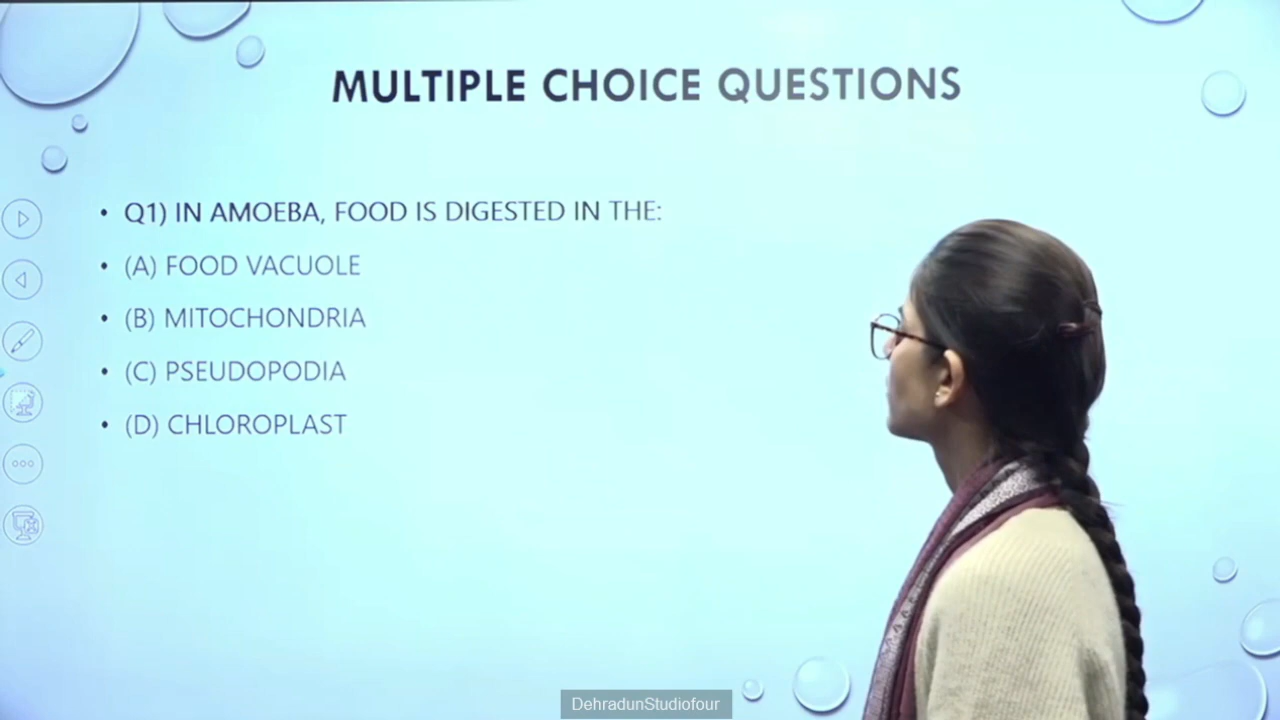 MULTIPLE CHOICE QUESTIONS
• Q1) IN AMOEBA, FOOD IS DIGESTED IN THE:
• (A) FOOD VACUOLE
• (B) MITOCHONDRIA
• (C) PSEUDOPODIA
• (D) CHLOROPLAST
DehradunStudiofour